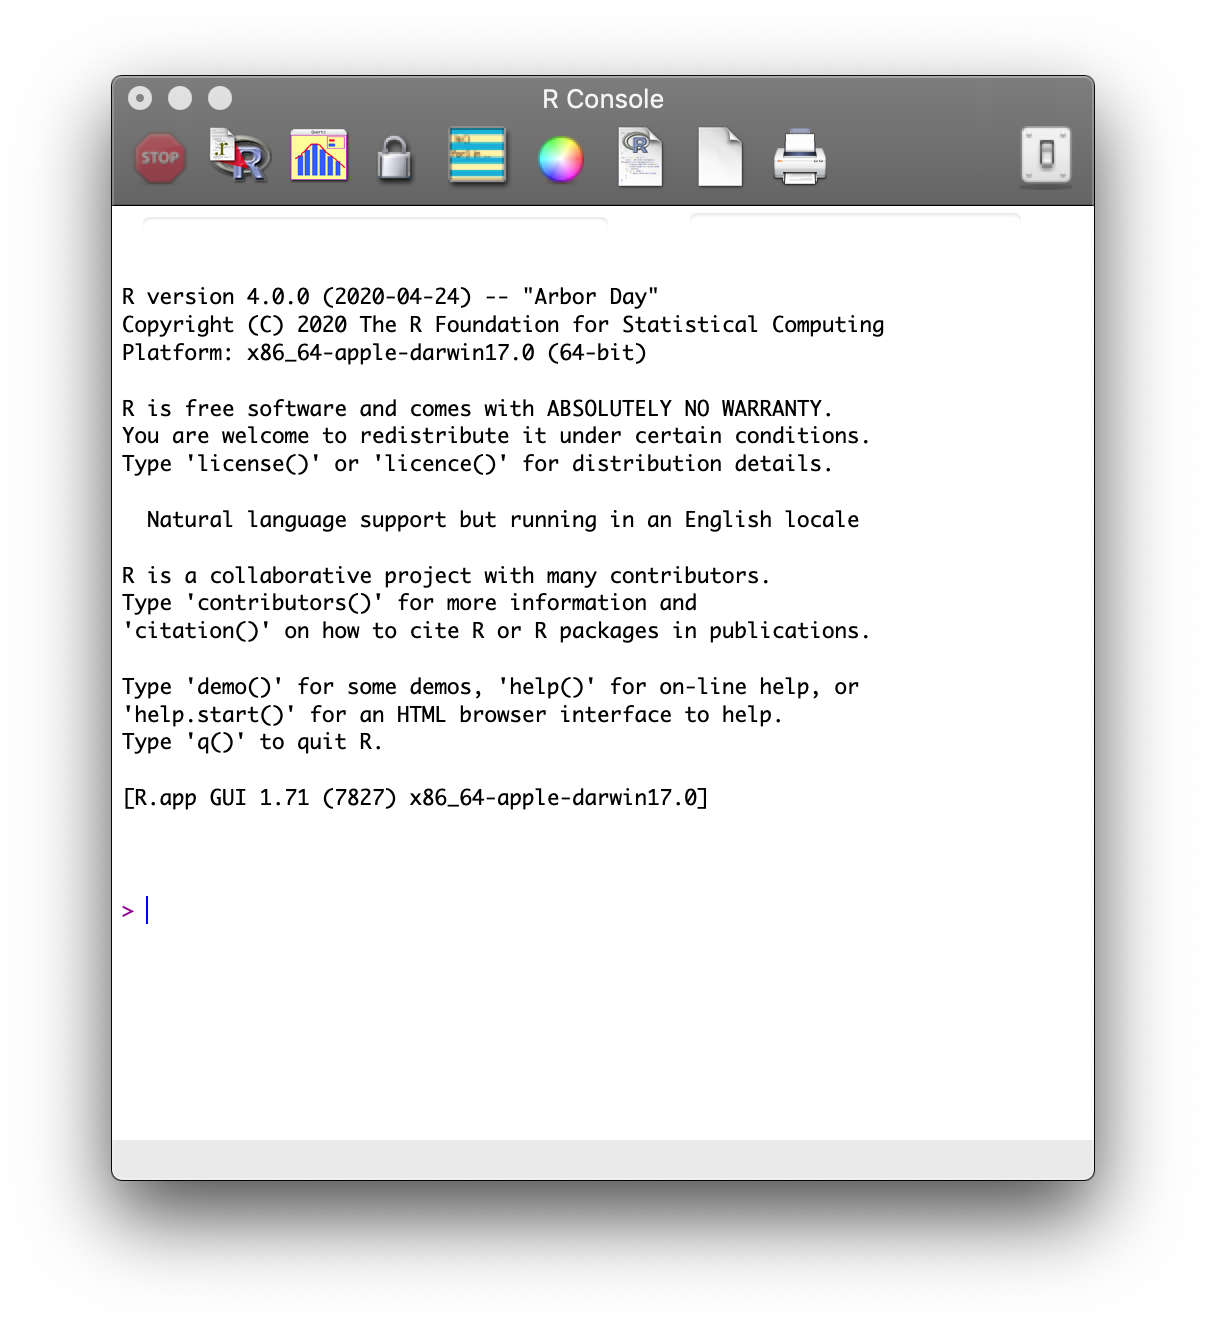 R Console
STOP
R version 4.0.0 (2020-04-24) -- "Arbor Day"
Copyright (C) 2020 The R Foundation for Statistical Computing
Platform: x86_64-apple-darwin17.0 (64-bit)
R is free software and comes with ABSOLUTELY NO WARRANTY.
You are welcome to redistribute it under certain conditions.
Type 'license()' or 'licence()' for distribution details.
Natural language support but running in an English locale
R is a collaborative project with many contributors.
Type 'contributors()' for more information and
'citation()' on how to cite R or R packages in publications.
Type 'demo()' for some demos, 'help()' for on-line help, or
'help.start()' for an HTML browser interface to help.
Type 'q()' to quit R.
[R.app GUI 1.71 (7827) x86_64-apple-darwin17.0]
>